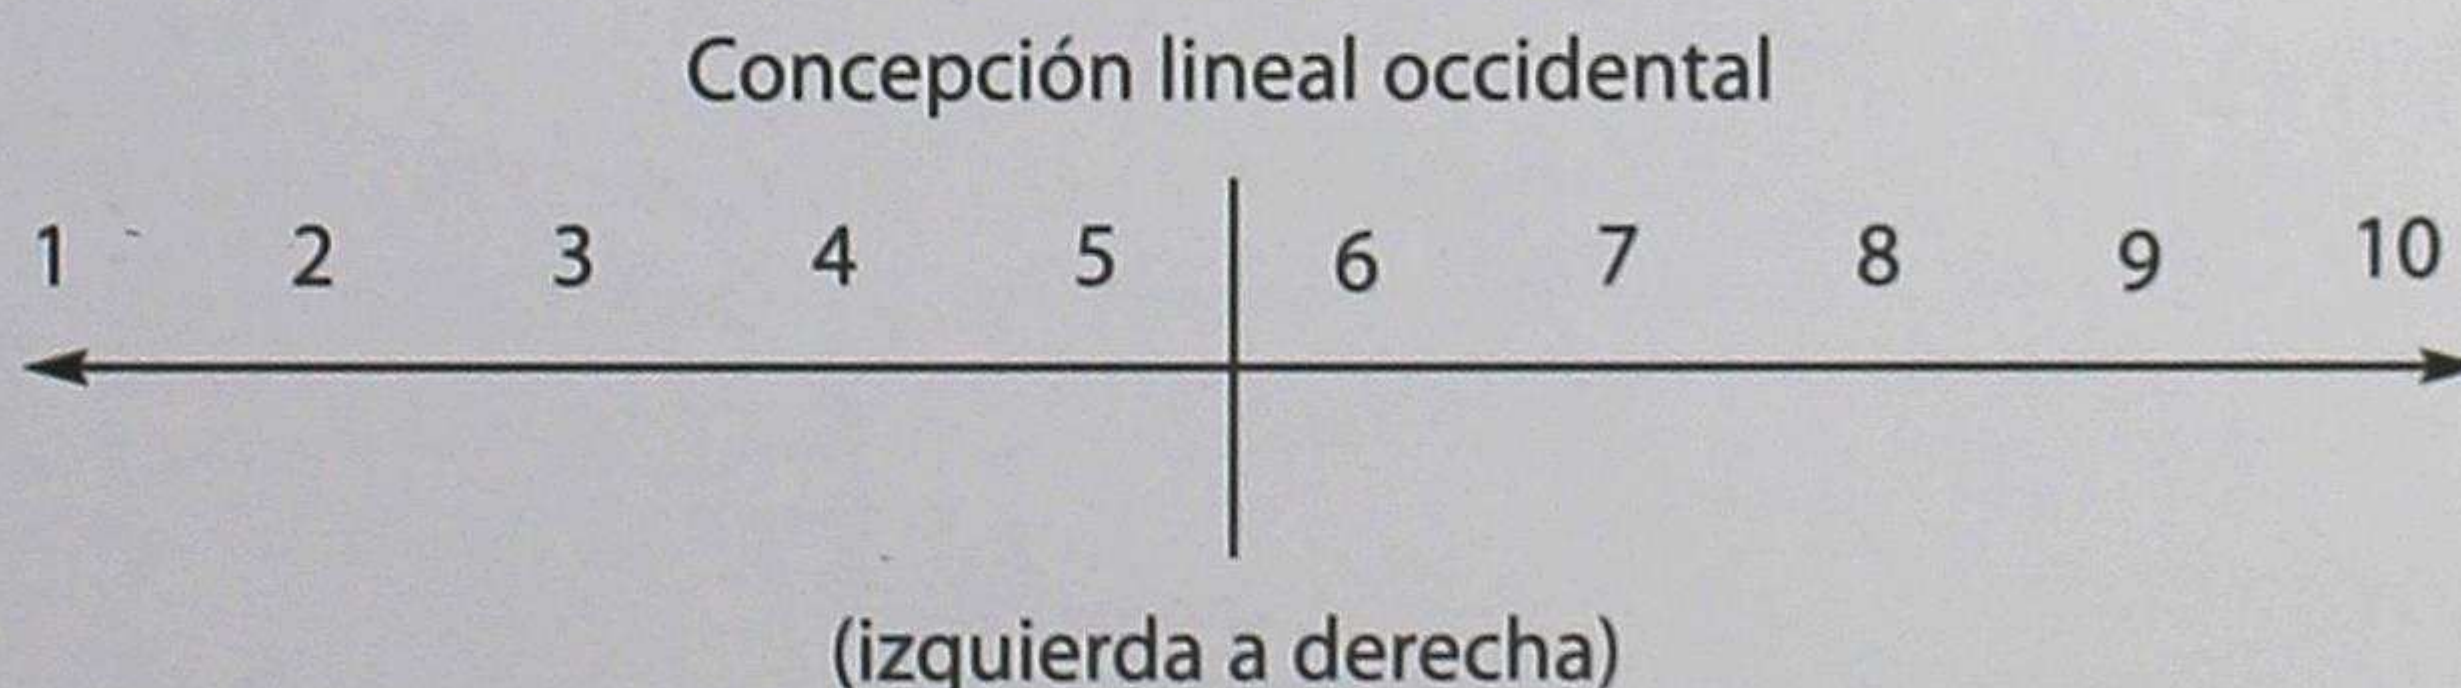 Concepción lineal occidental
1 2 3 4 5 6 7 8 9 10
(izquierda a derecha)